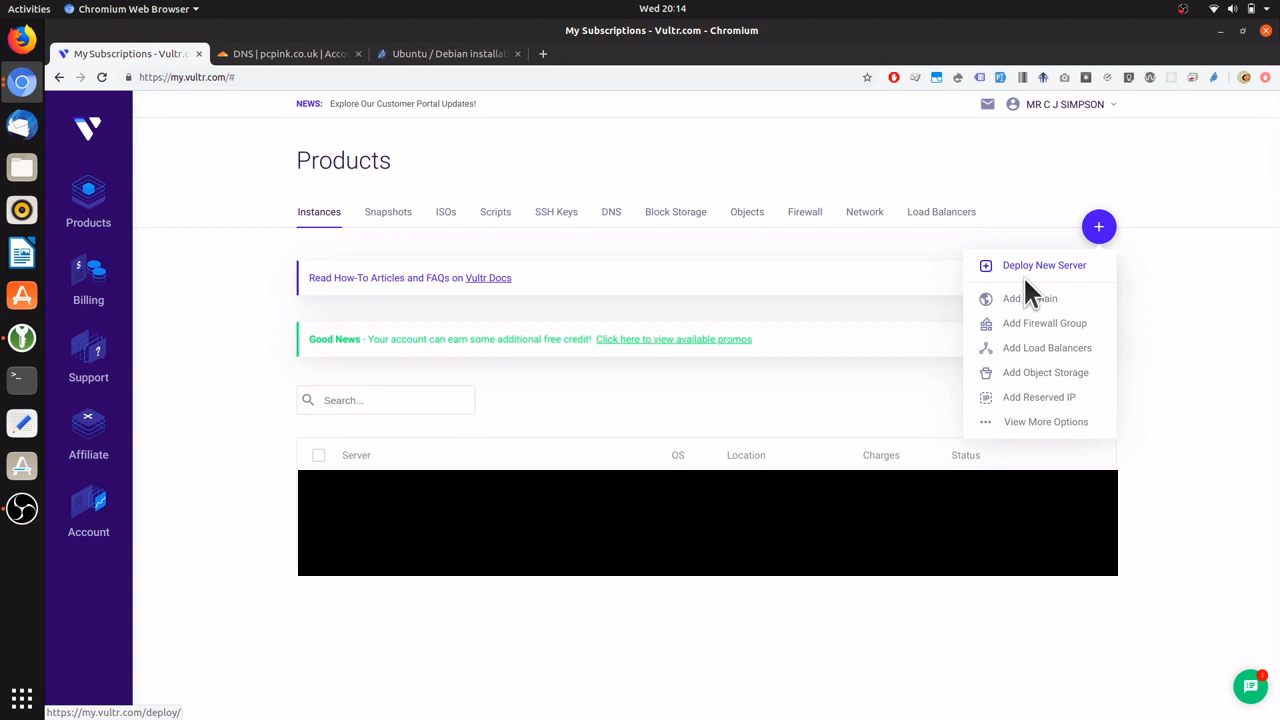 Activities
Chromium Web Browser
Wed 20:14
My Subscriptions - Vultr.com - Chromium
My Subscriptions - Vultr.c
DNS | pcpink.co.uk | Acco
Ubuntu / Debian installat
https://my.vultr.com/#
NEWS: Explore Our Customer Portal Updates!
MR C J SIMPSON
Products
Billing
Support
Affiliate
Account
Products
Instances
Snapshots
ISOs
Scripts
SSH Keys
DNS
Block Storage
Objects
Firewall
Network
Load Balancers
Deploy New Server
Add Firewall Group
Add Load Balancers
Add Object Storage
Add Reserved IP
View More Options
Read How-To Articles and FAQs on Vultr Docs
Good News - Your account can earn some additional free credit! Click here to view available promos
Search...
Server
OS
Location
Charges
Status
https://my.vultr.com/deploy/